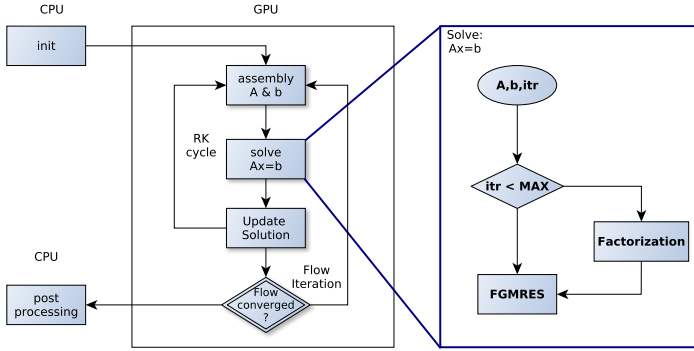 CPU
GPU
init
assembly
A & b
RK
cycle
solve
Ax=b
Update
Solution
Flow
Iteration
Flow
converged
?
CPU
post
processing
Solve:
Ax=b
A,b,itr
itr < MAX
Factorization
FGMRES